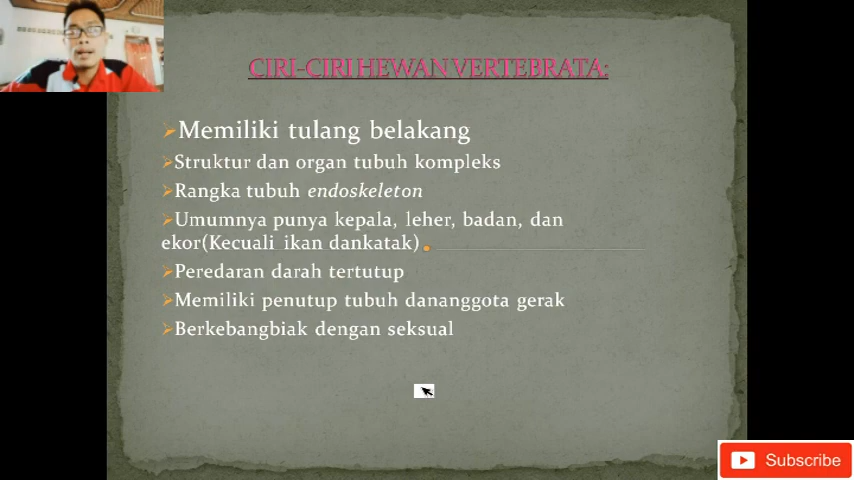 CIRI-CIRI HEWAN VERTEBRATA:
Memiliki tulang belakang
Struktur dan organ tubuh kompleks
Rangka tubuh endoskeleton
Umumnya punya kepala, leher, badan, dan
ekor(Kecuali ikan dankatak)
Peredaran darah tertutup
Memiliki penutup tubuh dananggota gerak
Berkebangbiak dengan seksual
Subscribe